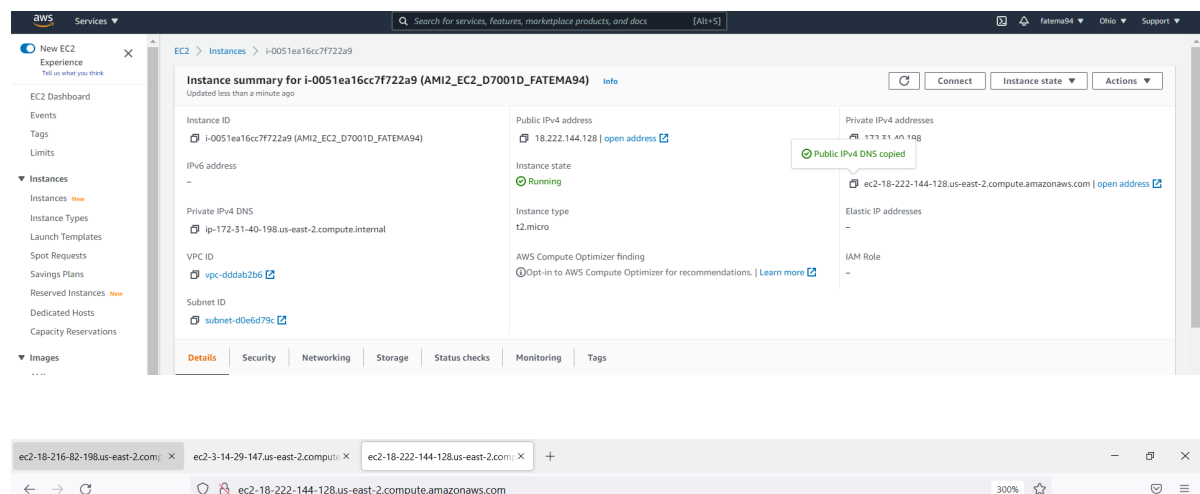 aws Services ▼ Search for services, features, marketplace products, and docs [Alt+S] fatema94 ▼ Ohio ▼ Support ▼
New EC2
Experience
Tell us what you think
EC2 Dashboard
Events
Tags
Limits
Instances
Instances New
Instance Types
Launch Templates
Spot Requests
Savings Plans
Reserved Instances New
Dedicated Hosts
Capacity Reservations
Images
EC2 > Instances > i-0051ea16cc7f722a9
Instance summary for i-0051ea16cc7f722a9 (AMI2_EC2_D7001D_FATEMA94) Info
Updated less than a minute ago
Connect Instance state ▼ Actions ▼
Instance ID
i-0051ea16cc7f722a9 (AMI2_EC2_D7001D_FATEMA94)
Public IPv4 address
18.222.144.128 | open address
Private IPv4 addresses
172.31.40.198
Public IPv4 DNS copied
IPv6 address
–
Instance state
Running
ec2-18-222-144-128.us-east-2.compute.amazonaws.com | open address
Private IPv4 DNS
ip-172-31-40-198.us-east-2.compute.internal
Instance type
t2.micro
Elastic IP addresses
–
VPC ID
vpc-dddab2b6
AWS Compute Optimizer finding
Opt-in to AWS Compute Optimizer for recommendations. | Learn more
IAM Role
–
Subnet ID
subnet-d0e6d79c
Details Security Networking Storage Status checks Monitoring Tags
ec2-18-216-82-198.us-east-2.comp ec2-3-14-29-147.us-east-2.compute ec2-18-222-144-128.us-east-2.com
ec2-18-222-144-128.us-east-2.compute.amazonaws.com 300%